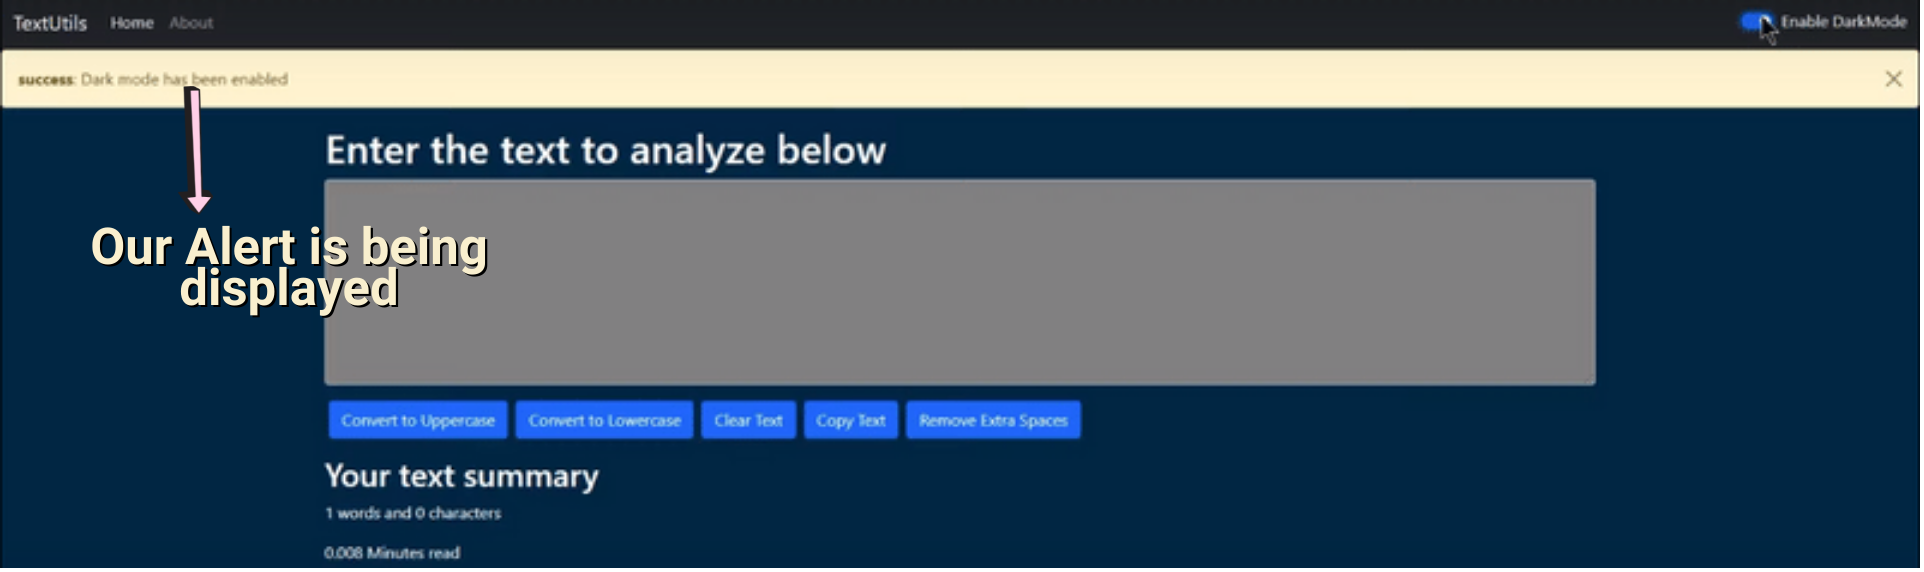 TextUtils Home About Enable DarkMode
success: Dark mode has been enabled
Enter the text to analyze below
Our Alert is being
displayed
Convert to Uppercase Convert to Lowercase Clear Text Copy Text Remove Extra Spaces
Your text summary
1 words and 0 characters
0.008 Minutes read